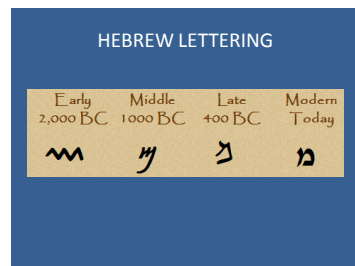 HEBREW LETTERING
Early Middle Late Modern
2,000 BC 1000 BC 400 BC Today
מ